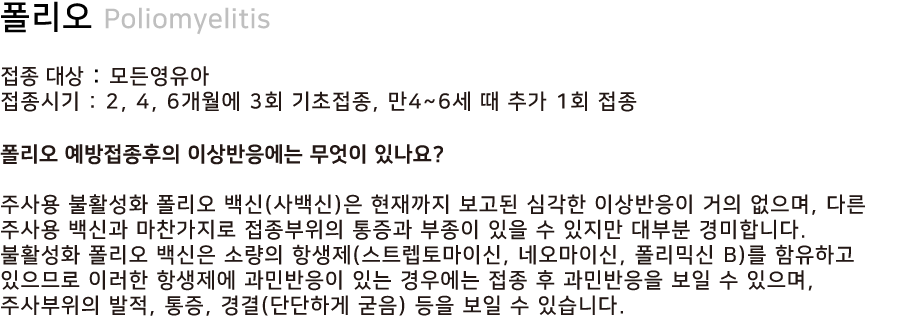 폴리오 Poliomyelitis
접종 대상 : 모든영유아
접종시기 : 2, 4, 6개월에 3회 기초접종, 만4~6세 때 추가 1회 접종
폴리오 예방접종후의 이상반응에는 무엇이 있나요?
주사용 불활성화 폴리오 백신(사백신)은 현재까지 보고된 심각한 이상반응이 거의 없으며, 다른
주사용 백신과 마찬가지로 접종부위의 통증과 부종이 있을 수 있지만 대부분 경미합니다.
불활성화 폴리오 백신은 소량의 항생제(스트렙토마이신, 네오마이신, 폴리믹신 B)를 함유하고
있으므로 이러한 항생제에 과민반응이 있는 경우에는 접종 후 과민반응을 보일 수 있으며,
주사부위의 발적, 통증, 경결(단단하게 굳음) 등을 보일 수 있습니다.